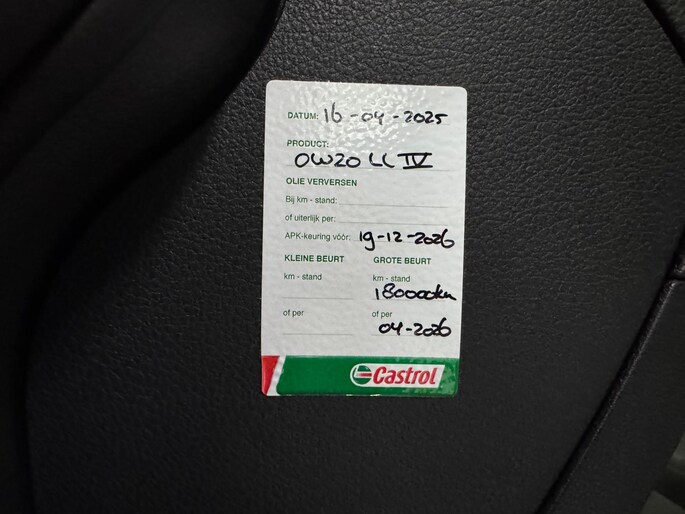 DATUM: 16-04-2025
PRODUCT:
0W20 LL IV
OLIE VERVERSEN
Bij km - stand:
of uiterlijk per:
APK-keuring vóór: 19-12-2026
KLEINE BEURT GROTE BEURT
km - stand km - stand
180000km
of per of per
04-2026
Castrol